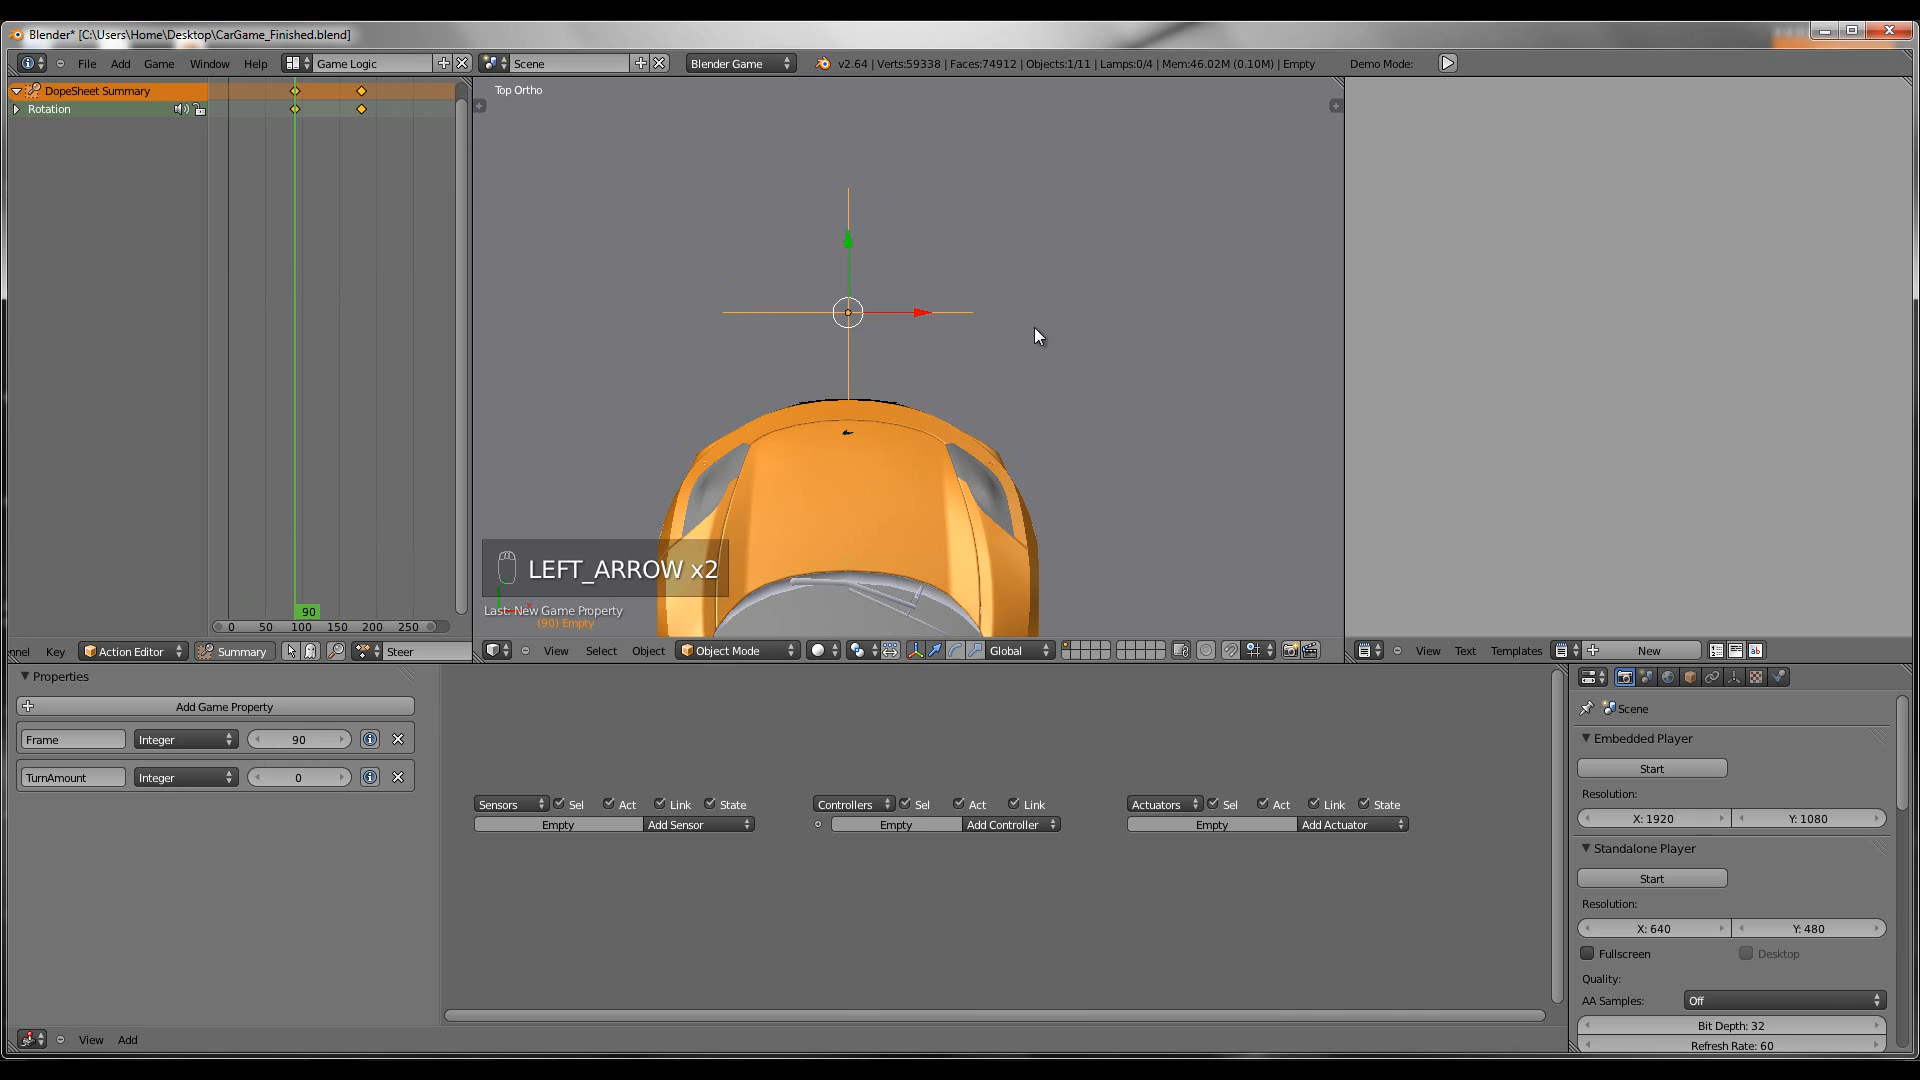 Blender* [C:\Users\Home\Desktop\CarGame_Finished.blend]
File Add Game Window Help Game Logic Scene Blender Game v2.64 | Verts:59338 | Faces:74912 | Objects:1/11 | Lamps:0/4 | Mem:46.02M (0.10M) | Empty Demo Mode:
DopeSheet Summary
Rotation
Top Ortho
LEFT_ARROW x2
Last: New Game Property
(90) Empty
90
0 50 100 150 200 250
nnel Key Action Editor Summary Steer
View Select Object Object Mode Global
View Text Templates New
Properties
Add Game Property
Frame Integer 90
TurnAmount Integer 0
Sensors Sel Act Link State Controllers Sel Act Link Actuators Sel Act Link State
Empty Add Sensor Empty Add Controller Empty Add Actuator
View Add
Scene
Embedded Player
Start
Resolution:
X: 1920 Y: 1080
Standalone Player
Start
Resolution:
X: 640 Y: 480
Fullscreen Desktop
Quality:
AA Samples: Off
Bit Depth: 32
Refresh Rate: 60